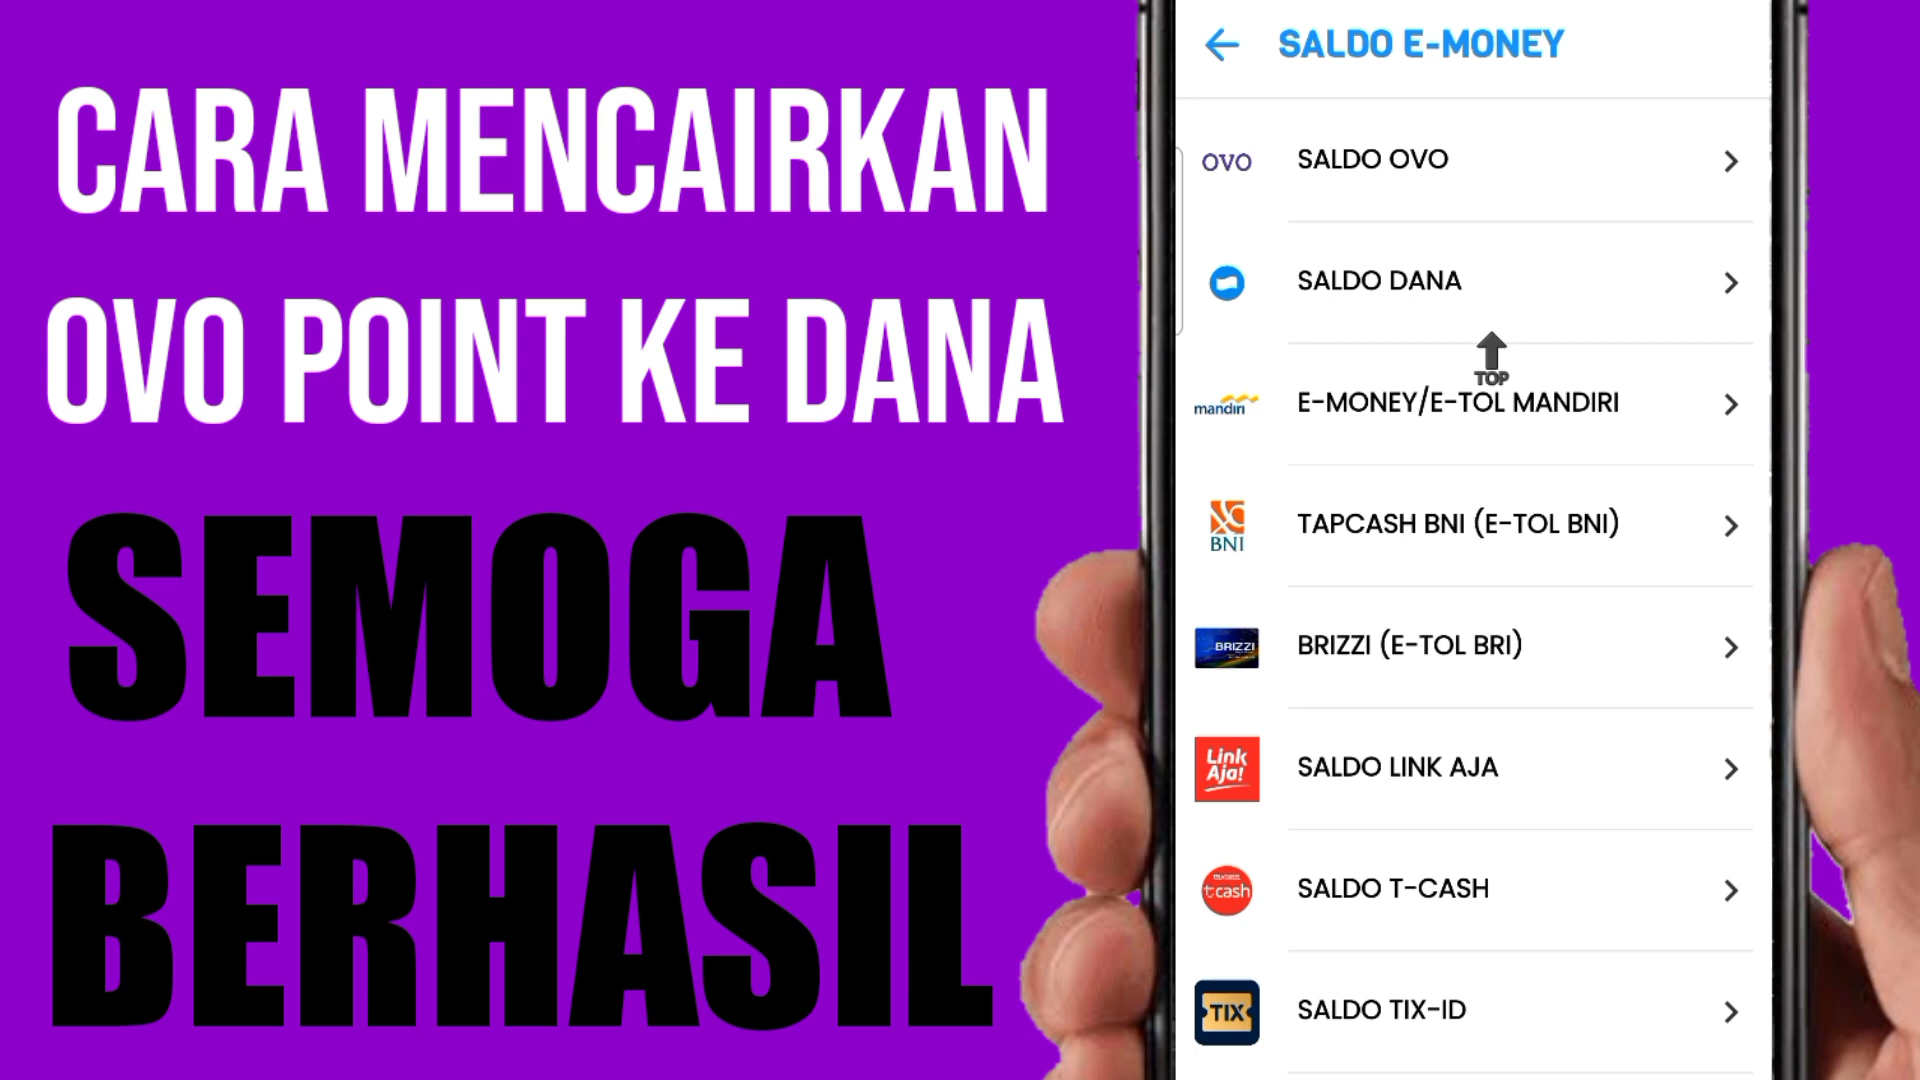 CARA MENCAIRKAN
OVO POINT KE DANA
SEMOGA
BERHASIL
SALDO E-MONEY
OVO SALDO OVO
SALDO DANA
TOP
mandiri E-MONEY/E-TOL MANDIRI
BNI TAPCASH BNI (E-TOL BNI)
BRIZZI BRIZZI (E-TOL BRI)
Link
Aja!
SALDO LINK AJA
tcash SALDO T-CASH
TIX SALDO TIX-ID